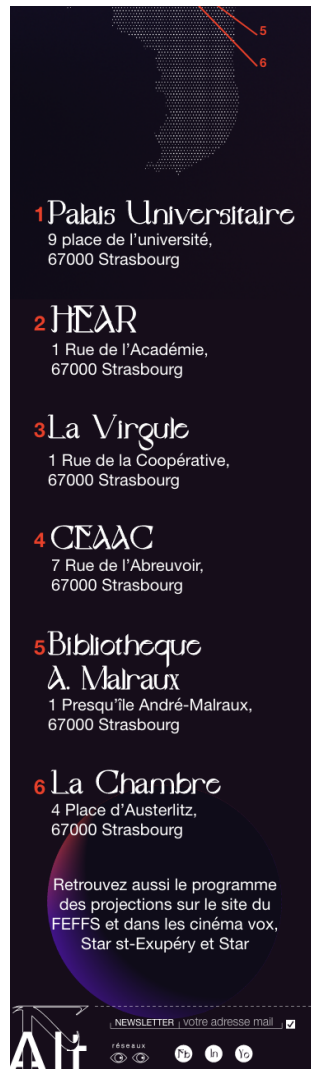 5
6
1 Palais Universitaire
9 place de l'université,
67000 Strasbourg
2 HEAR
1 Rue de l'Académie,
67000 Strasbourg
3 La Virgule
1 Rue de la Coopérative,
67000 Strasbourg
4 CEAAC
7 Rue de l'Abreuvoir,
67000 Strasbourg
5 Bibliotheque
A. Malraux
1 Presqu'île André-Malraux,
67000 Strasbourg
6 La Chambre
4 Place d'Austerlitz,
67000 Strasbourg
Retrouvez aussi le programme
des projections sur le site du
FEFFS et dans les cinéma vox,
Star st-Exupéry et Star
NEWSLETTER votre adresse mail
réseaux
Fb In Yo